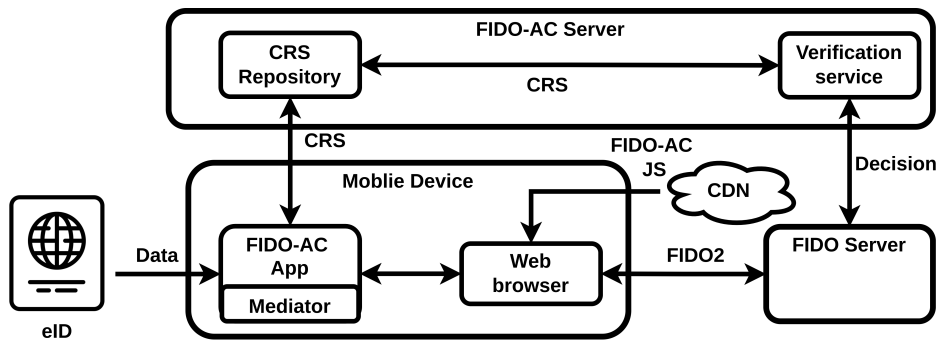 FIDO-AC Server
CRS
Repository
Verification
service
CRS
CRS
FIDO-AC
JS
CDN
Decision
Moblie Device
FIDO-AC
App
Mediator
Web
browser
FIDO Server
FIDO2
Data
eID